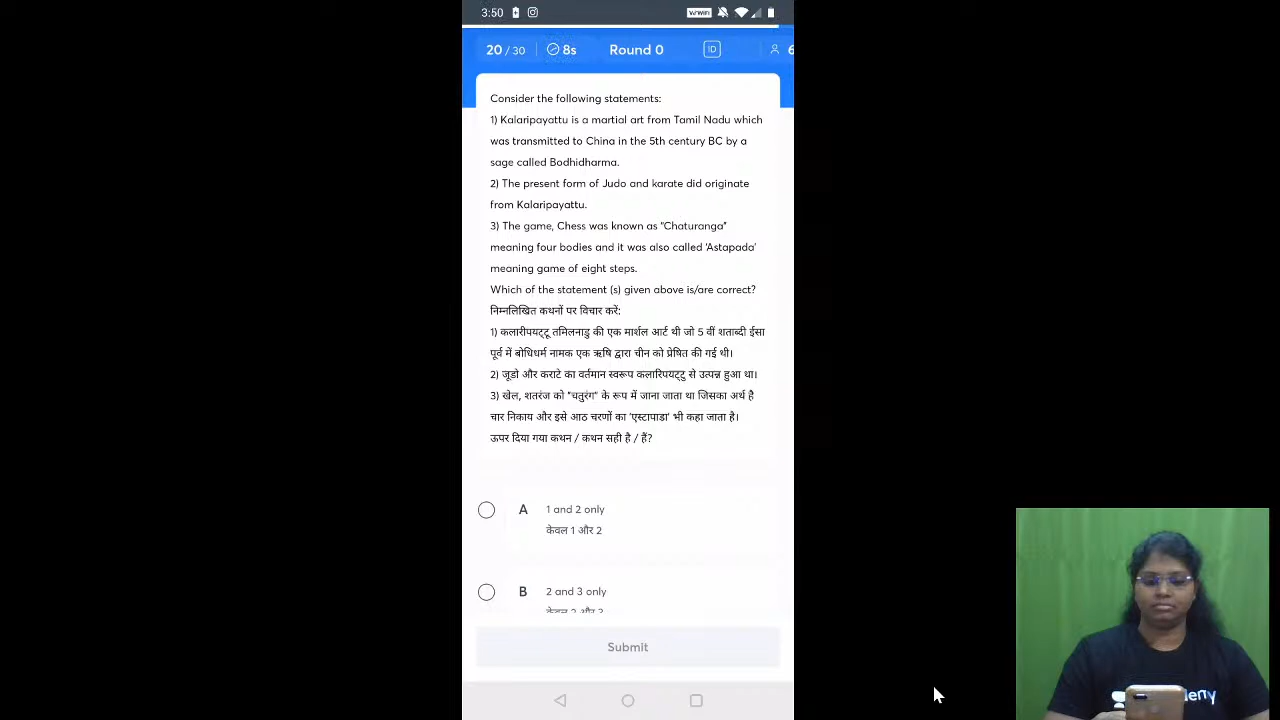 3:50
20 / 30
8s
Round 0
ID
6
Consider the following statements:
1) Kalaripayattu is a martial art from Tamil Nadu which
was transmitted to China in the 5th century BC by a
sage called Bodhidharma.
2) The present form of Judo and karate did originate
from Kalaripayattu.
3) The game, Chess was known as "Chaturanga"
meaning four bodies and it was also called 'Astapada'
meaning game of eight steps.
Which of the statement (s) given above is/are correct?
निम्नलिखित कथनों पर विचार करें:
1) कलारीपयट्टू तमिलनाडु की एक मार्शल आर्ट थी जो 5 वीं शताब्दी ईसा
पूर्व में बोधिधर्म नामक एक ऋषि द्वारा चीन को प्रेषित की गई थी।
2) जूडो और कराटे का वर्तमान स्वरूप कलारिपयट्टु से उत्पन्न हुआ था।
3) खेल, शतरंज को "चतुरंग" के रूप में जाना जाता था जिसका अर्थ है
चार निकाय और इसे आठ चरणों का 'एस्टापाडा' भी कहा जाता है।
ऊपर दिया गया कथन / कथन सही है / हैं?
A 1 and 2 only
केवल 1 और 2
B 2 and 3 only
केवल 2 और 3
Submit